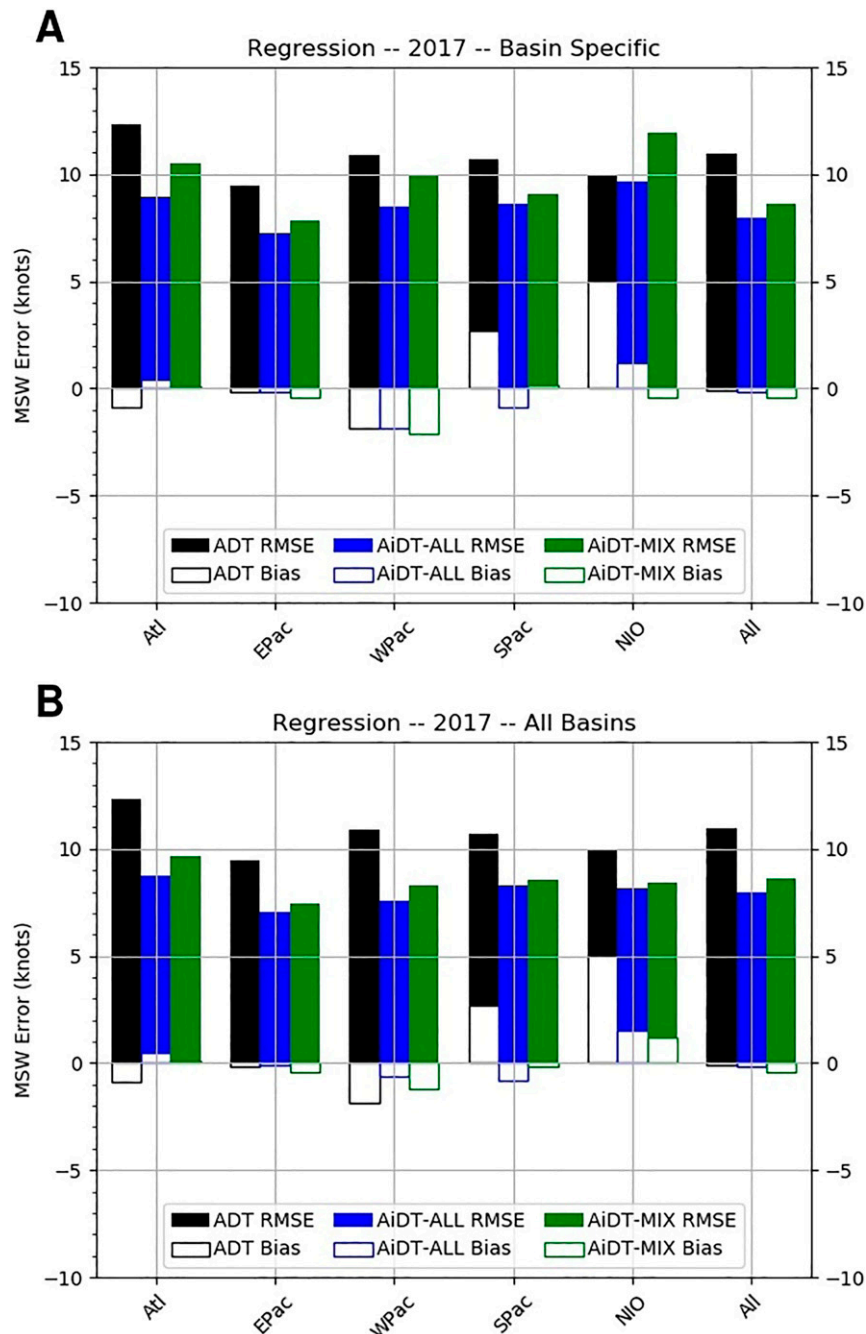 A
Regression -- 2017 -- Basin Specific
15 15
10 10
5 5
0 0
−5 −5
−10 −10
MSW Error (knots)
ADT RMSE AiDT-ALL RMSE AiDT-MIX RMSE
ADT Bias AiDT-ALL Bias AiDT-MIX Bias
Atl EPac WPac SPac NIO All
B
Regression -- 2017 -- All Basins
15 15
10 10
5 5
0 0
−5 −5
−10 −10
MSW Error (knots)
ADT RMSE AiDT-ALL RMSE AiDT-MIX RMSE
ADT Bias AiDT-ALL Bias AiDT-MIX Bias
Atl EPac WPac SPac NIO All